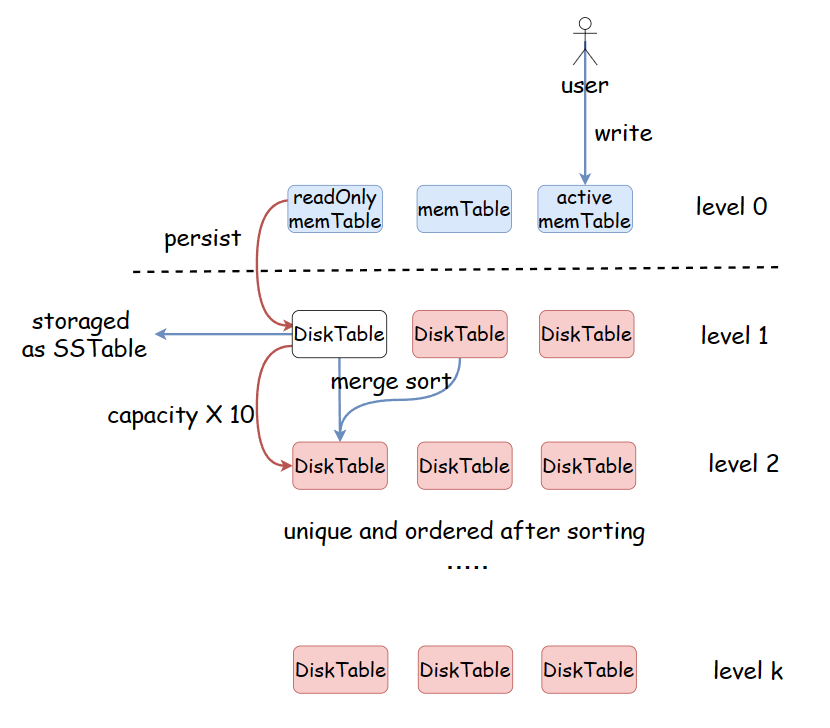 user
write
readOnly
memTable
memTable
active
memTable
level 0
persist
storaged
as SSTable
DiskTable
DiskTable
DiskTable
level 1
merge sort
capacity X 10
DiskTable
DiskTable
DiskTable
level 2
unique and ordered after sorting
.....
DiskTable
DiskTable
DiskTable
level k